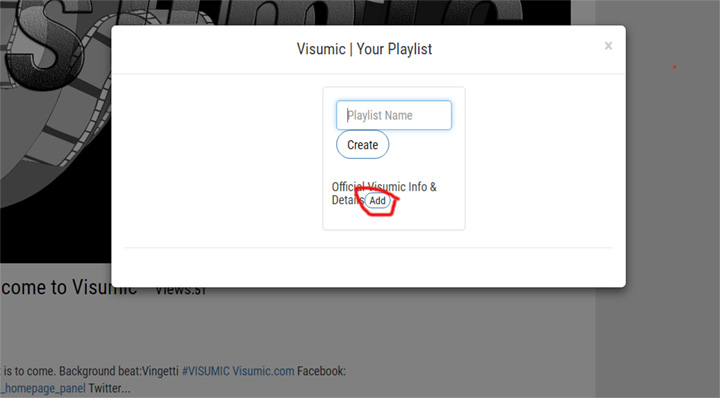 Visumic | Your Playlist ×
Playlist Name
Create
Official Visumic Info &
Details Add
come to Visumic Views:51
t is to come. Background beat:Vingetti #VISUMIC Visumic.com Facebook:
_homepage_panel Twitter...